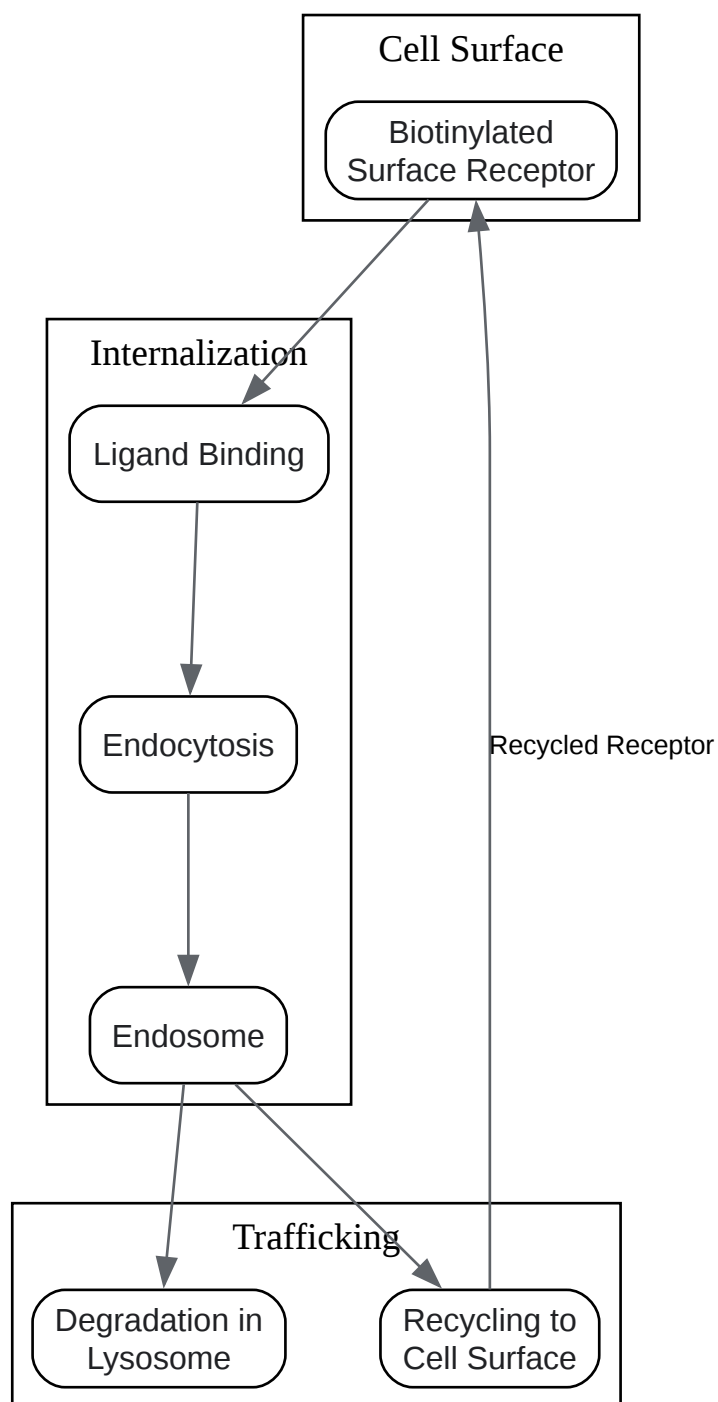 Cell Surface
Biotinylated
Surface Receptor
Internalization
Ligand Binding
Endocytosis
Recycled Receptor
Endosome
Trafficking
Degradation in
Lysosome
Recycling to
Cell Surface